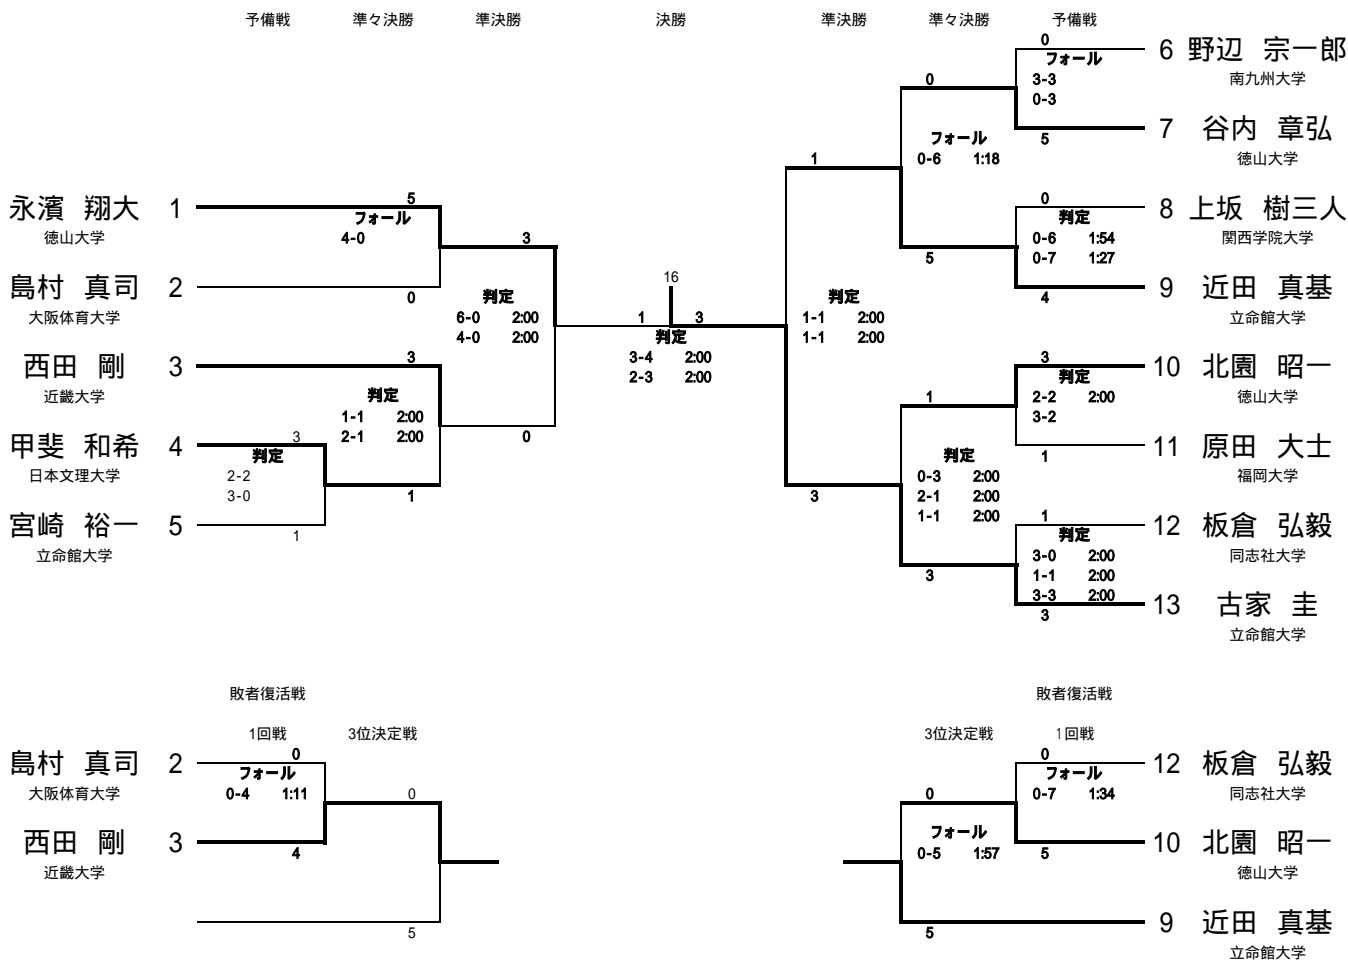 予備戦 準々決勝 準決勝 決勝 準決勝 準々決勝 予備戦
0
6 野辺 宗一郎
フォール
南九州大学
0
3-3
0-3
7 谷内 章弘
フォール
5
徳山大学
0-6 1:18
1
永濱 翔大 1
5
0
8 上坂 樹三人
フォール
判定
徳山大学
4-0
3
0-6 1:54
関西学院大学
5
0-7 1:27
16
島村 真司 2
0
判定
判定
4
9 近田 真基
大阪体育大学
6-0 2:00
1
3
1-1 2:00
立命館大学
4-0 2:00
判定
1-1 2:00
西田 剛 3
3
3-4 2:00
3
10 北園 昭一
近畿大学
2-3 2:00
判定
徳山大学
判定
1
2-2 2:00
1-1 2:00
3-2
甲斐 和希 4
3
2-1 2:00
0
11 原田 大士
判定
判定
1
日本文理大学
2-2
0-3 2:00
福岡大学
3-0
1
3
2-1 2:00
宮崎 裕一 5
1
1-1 2:00
1
12 板倉 弘毅
立命館大学
判定
同志社大学
3-0 2:00
3
1-1 2:00
3-3 2:00
13 古家 圭
3
立命館大学
敗者復活戦 敗者復活戦
1回戦 3位決定戦 3位決定戦 1回戦
島村 真司 2
0
0
12 板倉 弘毅
フォール
フォール
大阪体育大学
0-4 1:11
0
0
0-7 1:34
同志社大学
西田 剛 3
4
フォール
5
10 北園 昭一
近畿大学
0-5 1:57
徳山大学
5
5
9 近田 真基
立命館大学